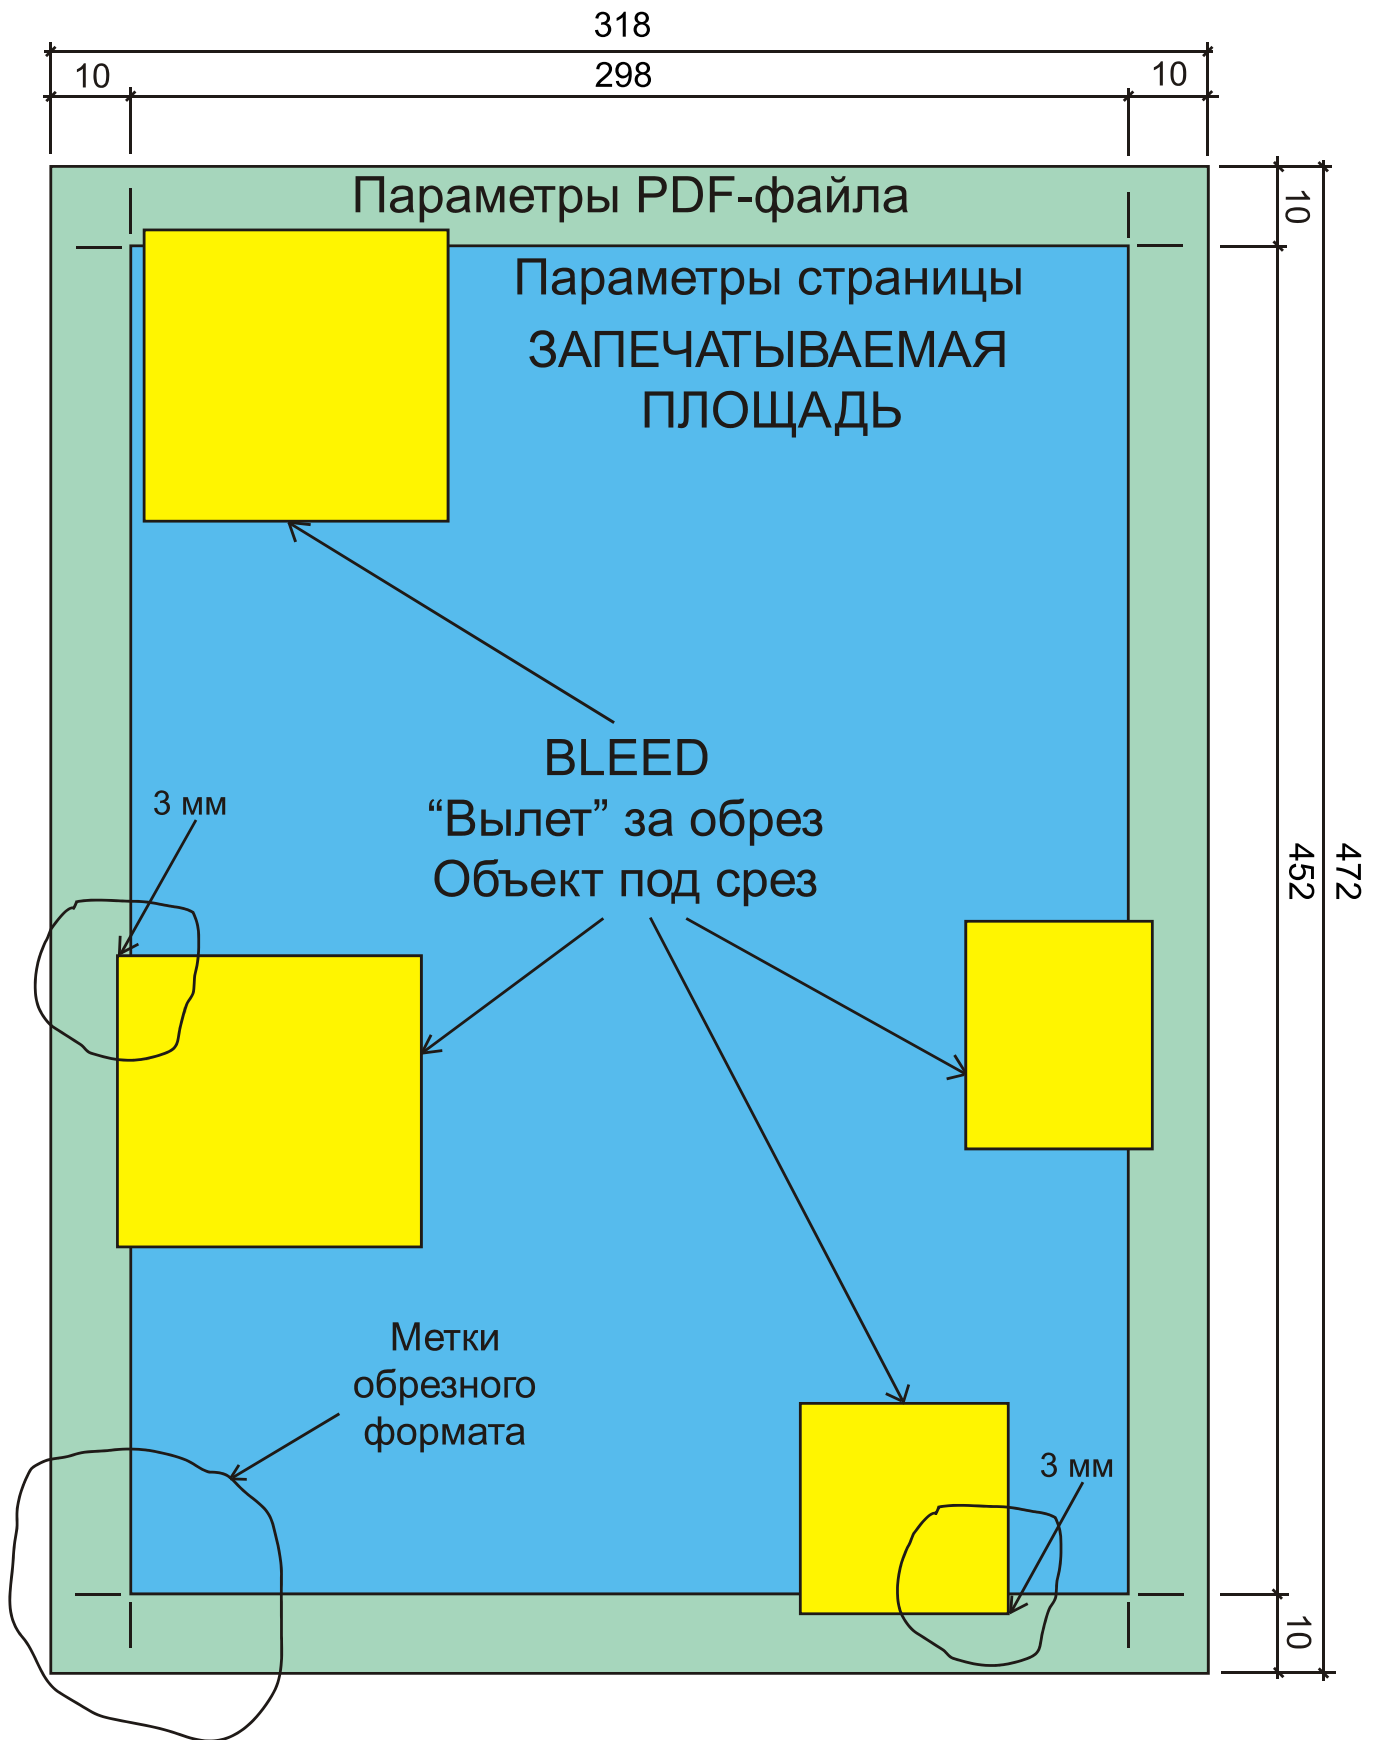 318
10
298
10
Параметры PDF-файла
10
Параметры страницы
ЗАПЕЧАТЫВАЕМАЯ
ПЛОЩАДЬ
BLEED
“Вылет” за обрез
Объект под срез
3 мм
452
472
Метки
обрезного
формата
3 мм
10